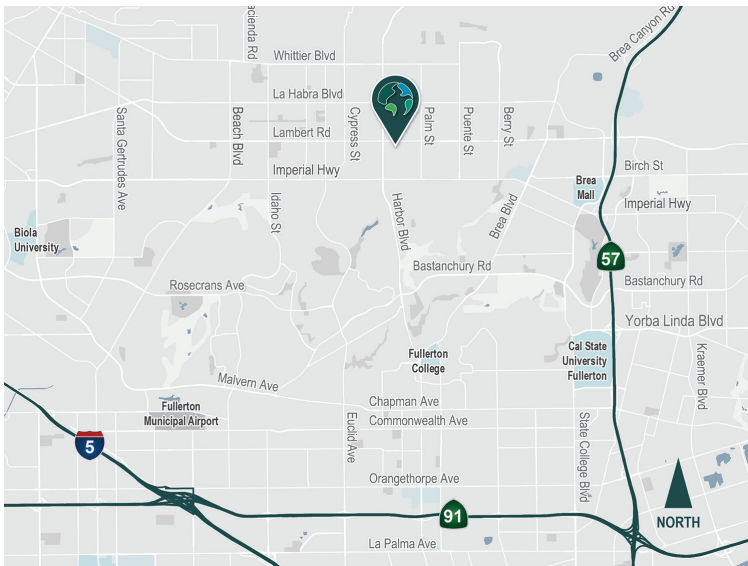 acienda Rd
Brea Canyon Rd
Whittier Blvd
La Habra Blvd
Santa Gertrudes Ave
Beach Blvd
Lambert Rd
Cypress St
Palm St
Puente St
Berry St
Imperial Hwy
Birch St
Brea
Mall
Imperial Hwy
Idaho St
Harbor Blvd
Brea Blvd
Biola
University
57
Bastanchury Rd
Rosecrans Ave
Bastanchury Rd
Yorba Linda Blvd
Fullerton
College
Cal State
University
Fullerton
Kraemer Blvd
Malvern Ave
Fullerton
Municipal Airport
Chapman Ave
Commonwealth Ave
Euclid Ave
State College Blvd
5
Orangethorpe Ave
91
NORTH
La Palma Ave